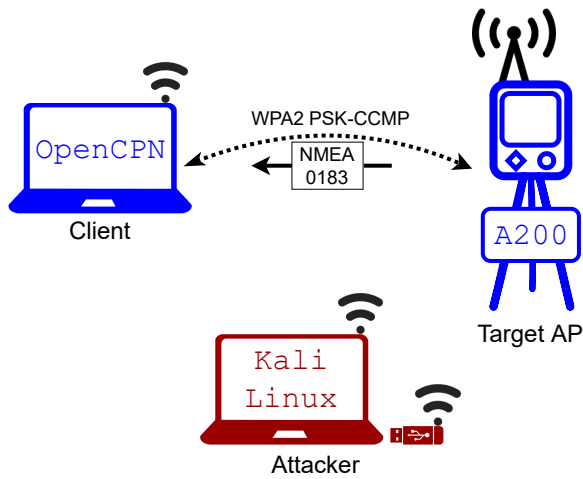 WPA2 PSK-CCMP
OpenCPN
NMEA
0183
Client
A200
Target AP
Kali
Linux
Attacker